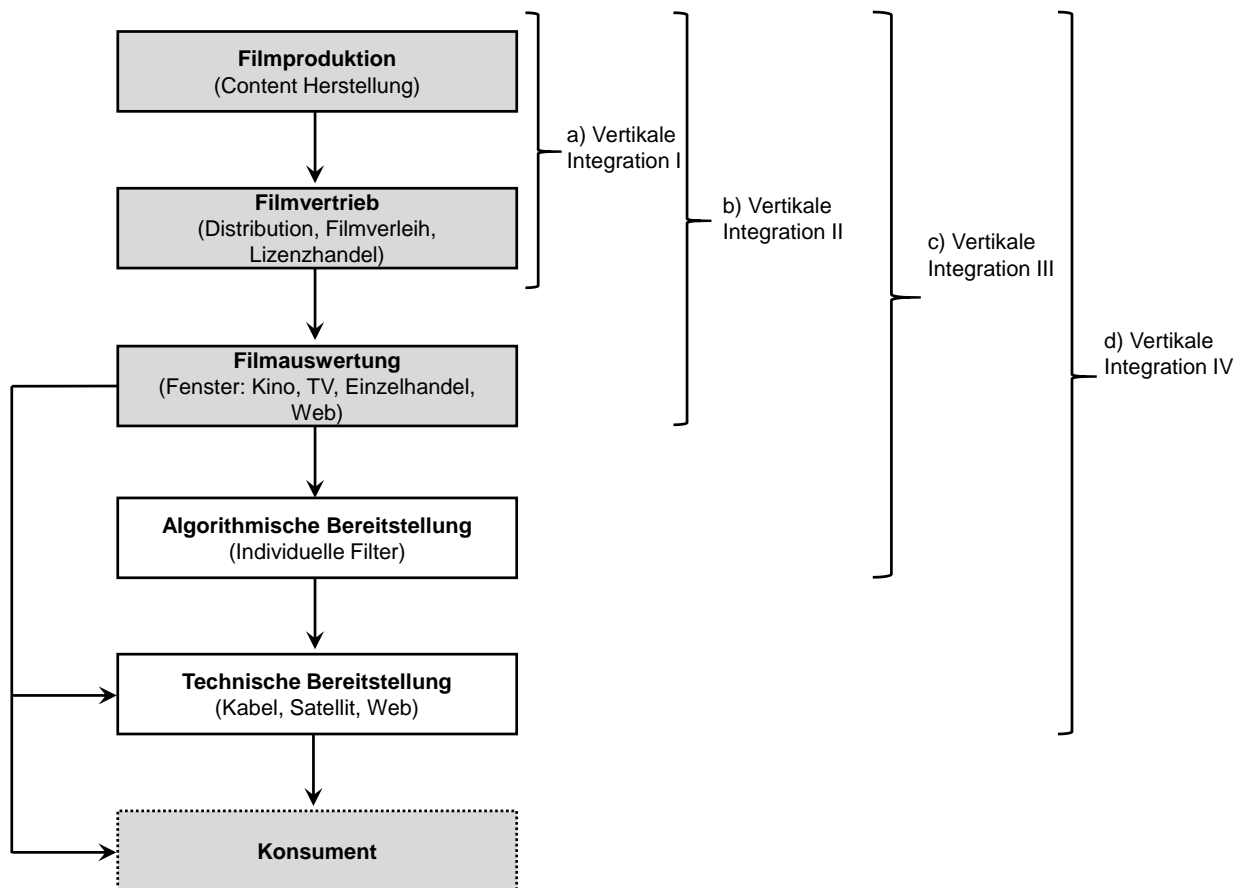 Filmproduktion
(Content Herstellung)
a) Vertikale
Integration I
Filmvertrieb
(Distribution, Filmverleih,
Lizenzhandel)
b) Vertikale
Integration II
c) Vertikale
Integration III
Filmauswertung
(Fenster: Kino, TV, Einzelhandel,
Web)
d) Vertikale
Integration IV
Algorithmische Bereitstellung
(Individuelle Filter)
Technische Bereitstellung
(Kabel, Satellit, Web)
Konsument